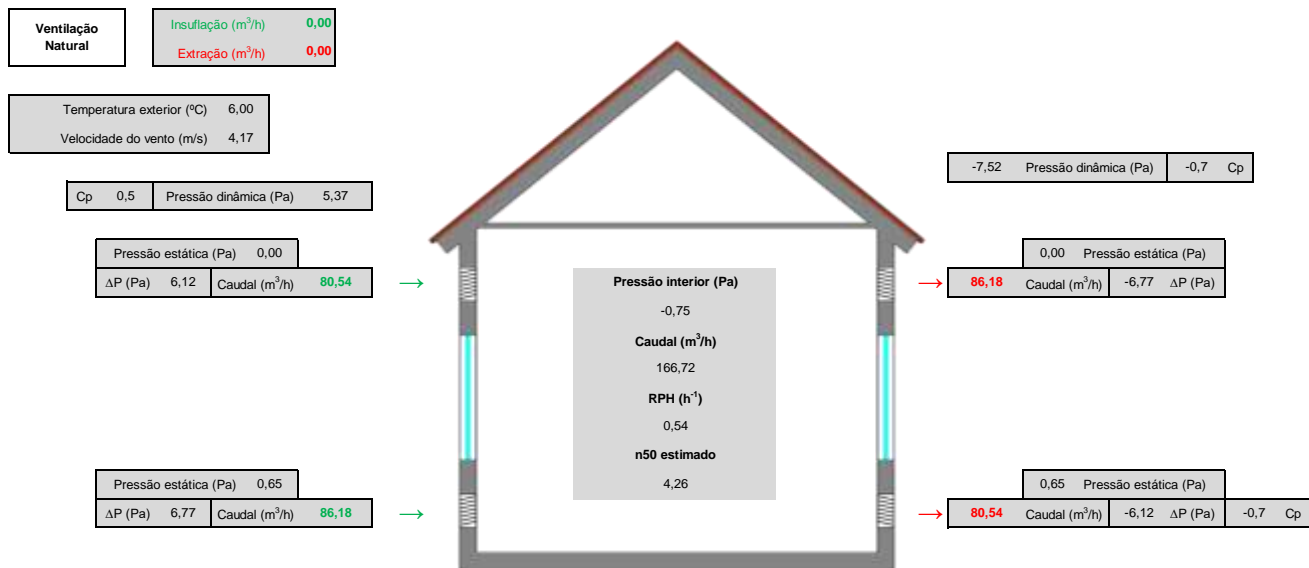 Ventilação
Natural
Insuflação (m³/h) 0,00
Extração (m³/h) 0,00
Temperatura exterior (ºC) 6,00
Velocidade do vento (m/s) 4,17
-7,52 Pressão dinâmica (Pa) -0,7 Cp
Cp 0,5 Pressão dinâmica (Pa) 5,37
Pressão estática (Pa) 0,00
ΔP (Pa) 6,12 Caudal (m³/h) 80,54 →
Pressão interior (Pa)
-0,75
Caudal (m³/h)
166,72
RPH (h⁻¹)
0,54
n50 estimado
4,26
0,00 Pressão estática (Pa)
→ 86,18 Caudal (m³/h) -6,77 ΔP (Pa)
Pressão estática (Pa) 0,65
ΔP (Pa) 6,77 Caudal (m³/h) 86,18 →
0,65 Pressão estática (Pa)
→ 80,54 Caudal (m³/h) -6,12 ΔP (Pa) -0,7 Cp